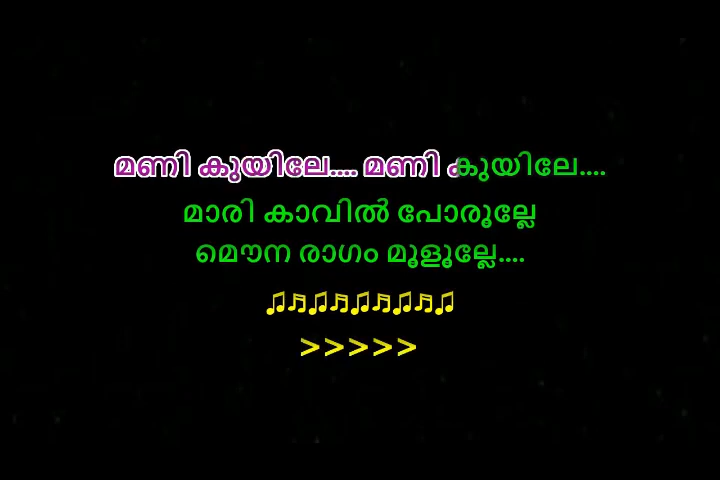 മണി കുയിലേ.... മണി കുയിലേ....
മാരി കാവിൽ പോരൂല്ലേ
മൌന രാഗം മൂളൂല്ലേ....
♫♬♫♬♫♬♫♬♫
>>>>>